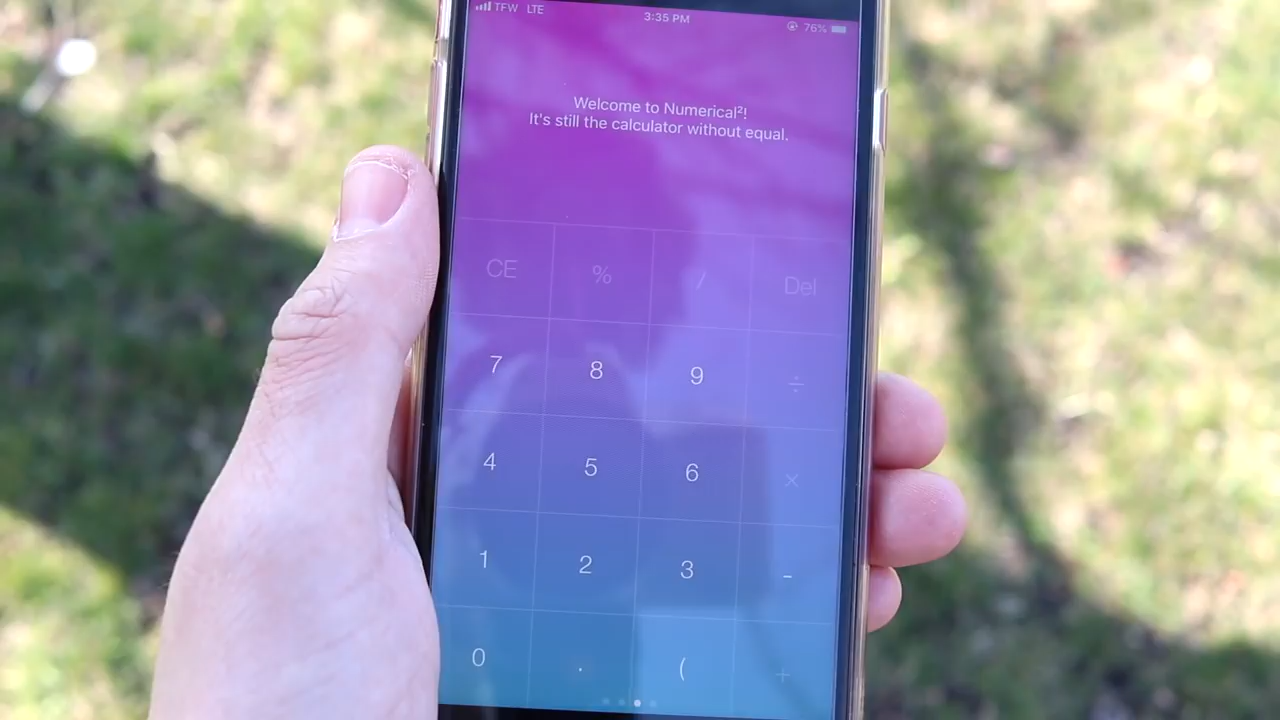 TFW LTE 3:35 PM 76%
Welcome to Numerical²!
It's still the calculator without equal.
CE % / Del
7 8 9 ÷
4 5 6 ×
1 2 3 -
0 . ( +